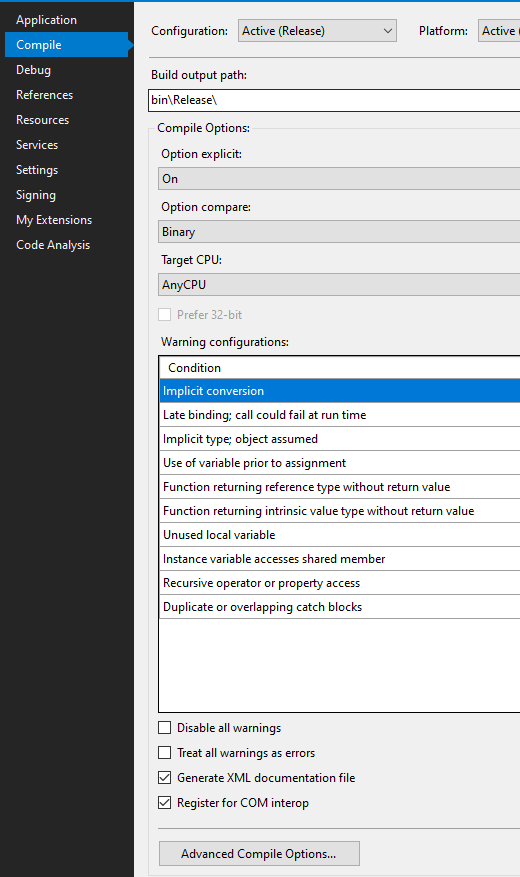 Application
Compile
Debug
References
Resources
Services
Settings
Signing
My Extensions
Code Analysis
Configuration: Active (Release) Platform: Active (
Build output path:
bin\Release\
Compile Options:
Option explicit:
On
Option compare:
Binary
Target CPU:
AnyCPU
Prefer 32-bit
Warning configurations:
Condition
Implicit conversion
Late binding; call could fail at run time
Implicit type; object assumed
Use of variable prior to assignment
Function returning reference type without return value
Function returning intrinsic value type without return value
Unused local variable
Instance variable accesses shared member
Recursive operator or property access
Duplicate or overlapping catch blocks
Disable all warnings
Treat all warnings as errors
Generate XML documentation file
Register for COM interop
Advanced Compile Options...